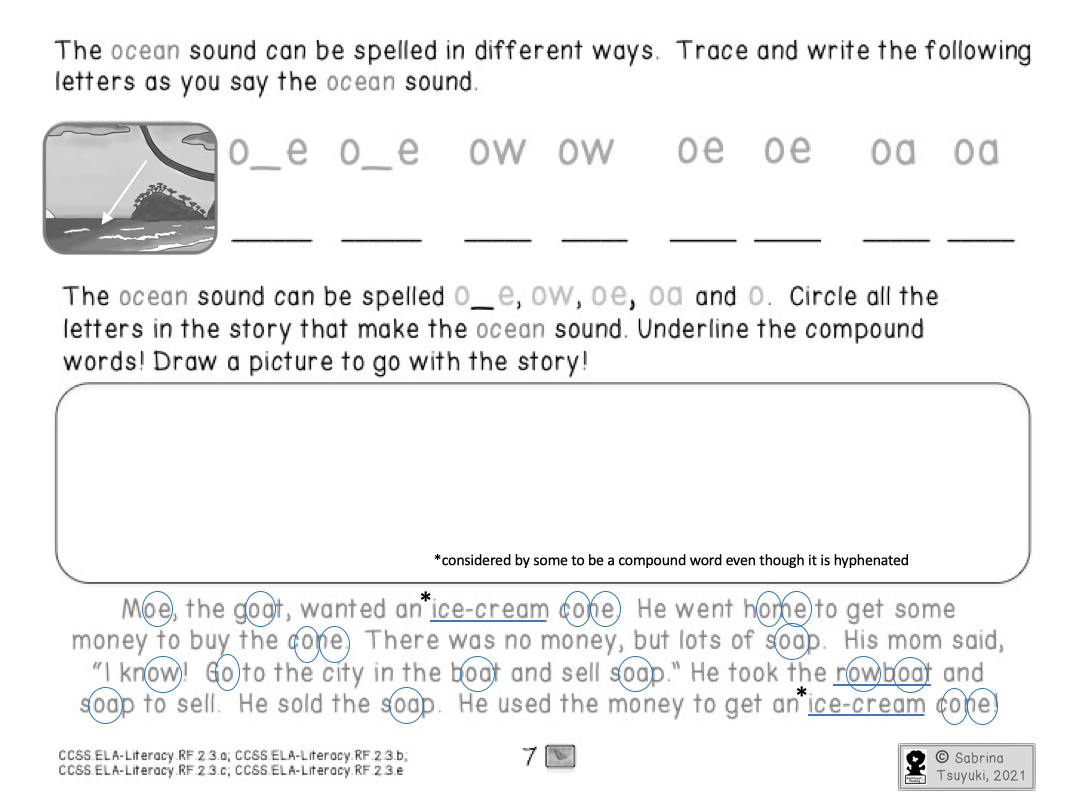 The ocean sound can be spelled in different ways. Trace and write the following
letters as you say the ocean sound.
o_e o_e ow ow oe oe oa oa
______ ______ _____ _____ _____ _____ _____ _____
The ocean sound can be spelled o_e, ow, oe, oa and o. Circle all the
letters in the story that make the ocean sound. Underline the compound
words! Draw a picture to go with the story!
*considered by some to be a compound word even though it is hyphenated
Moe, the goat, wanted an *ice-cream cone. He went home to get some
money to buy the cone. There was no money, but lots of soap. His mom said,
"I know! Go to the city in the boat and sell soap." He took the rowboat and
soap to sell. He sold the soap. He used the money to get an *ice-cream cone!
CCSS.ELA-Literacy.RF.2.3.a; CCSS.ELA-Literacy.RF.2.3.b;
CCSS.ELA-Literacy.RF.2.3.c; CCSS.ELA-Literacy.RF.2.3.e
7
© Sabrina
Tsuyuki, 2021